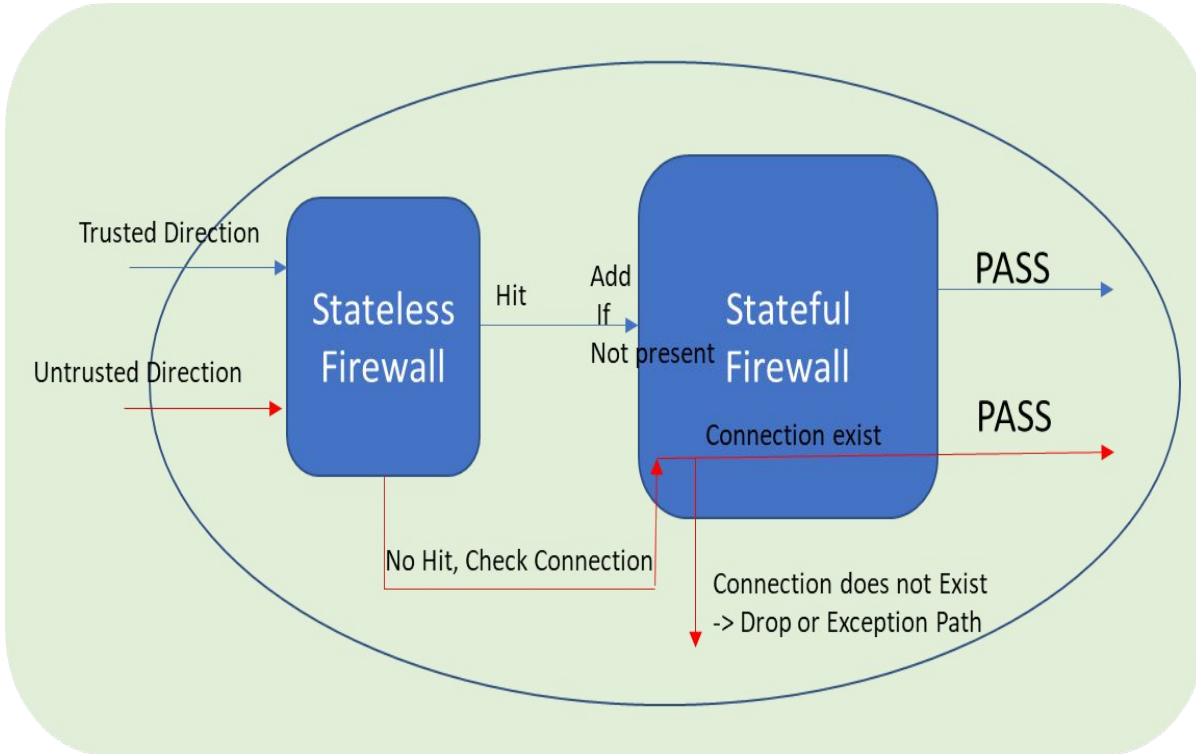 Trusted Direction
Untrusted Direction
Stateless
Firewall
Hit
Add
If
Not present
Stateful
Firewall
PASS
Connection exist
PASS
No Hit, Check Connection
Connection does not Exist
-> Drop or Exception Path